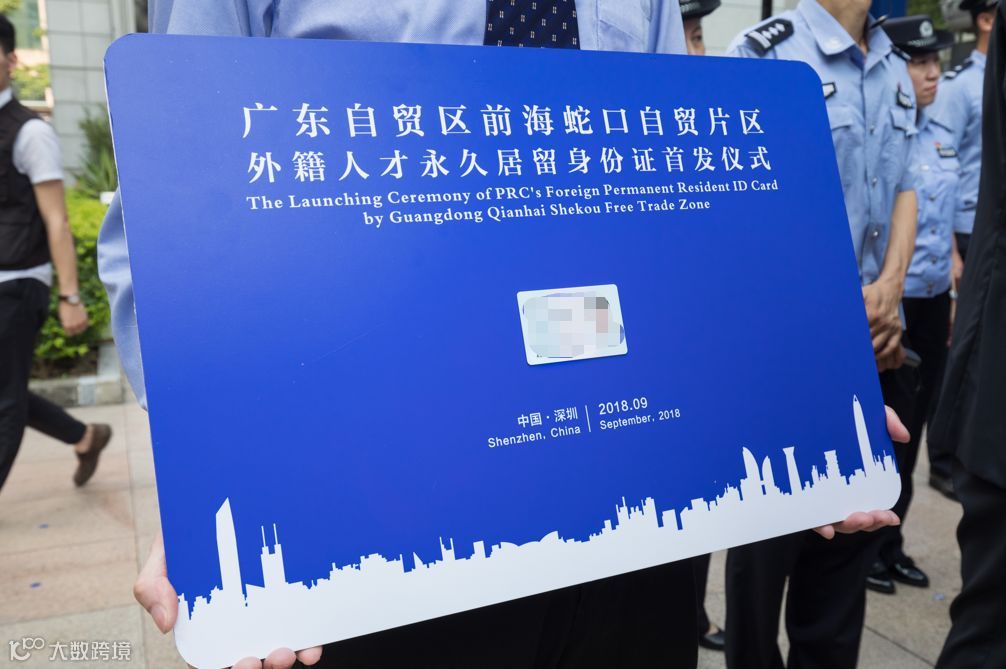 广东自贸区前海蛇口自贸片区
外籍人才永久居留身份证首发仪式
The Launching Ceremony of PRC's Foreign Permanent Resident ID Card
by Guangdong Qianhai Shekou Free Trade Zone
中国·深圳
Shenzhen, China
2018.09
September, 2018
大数跨境